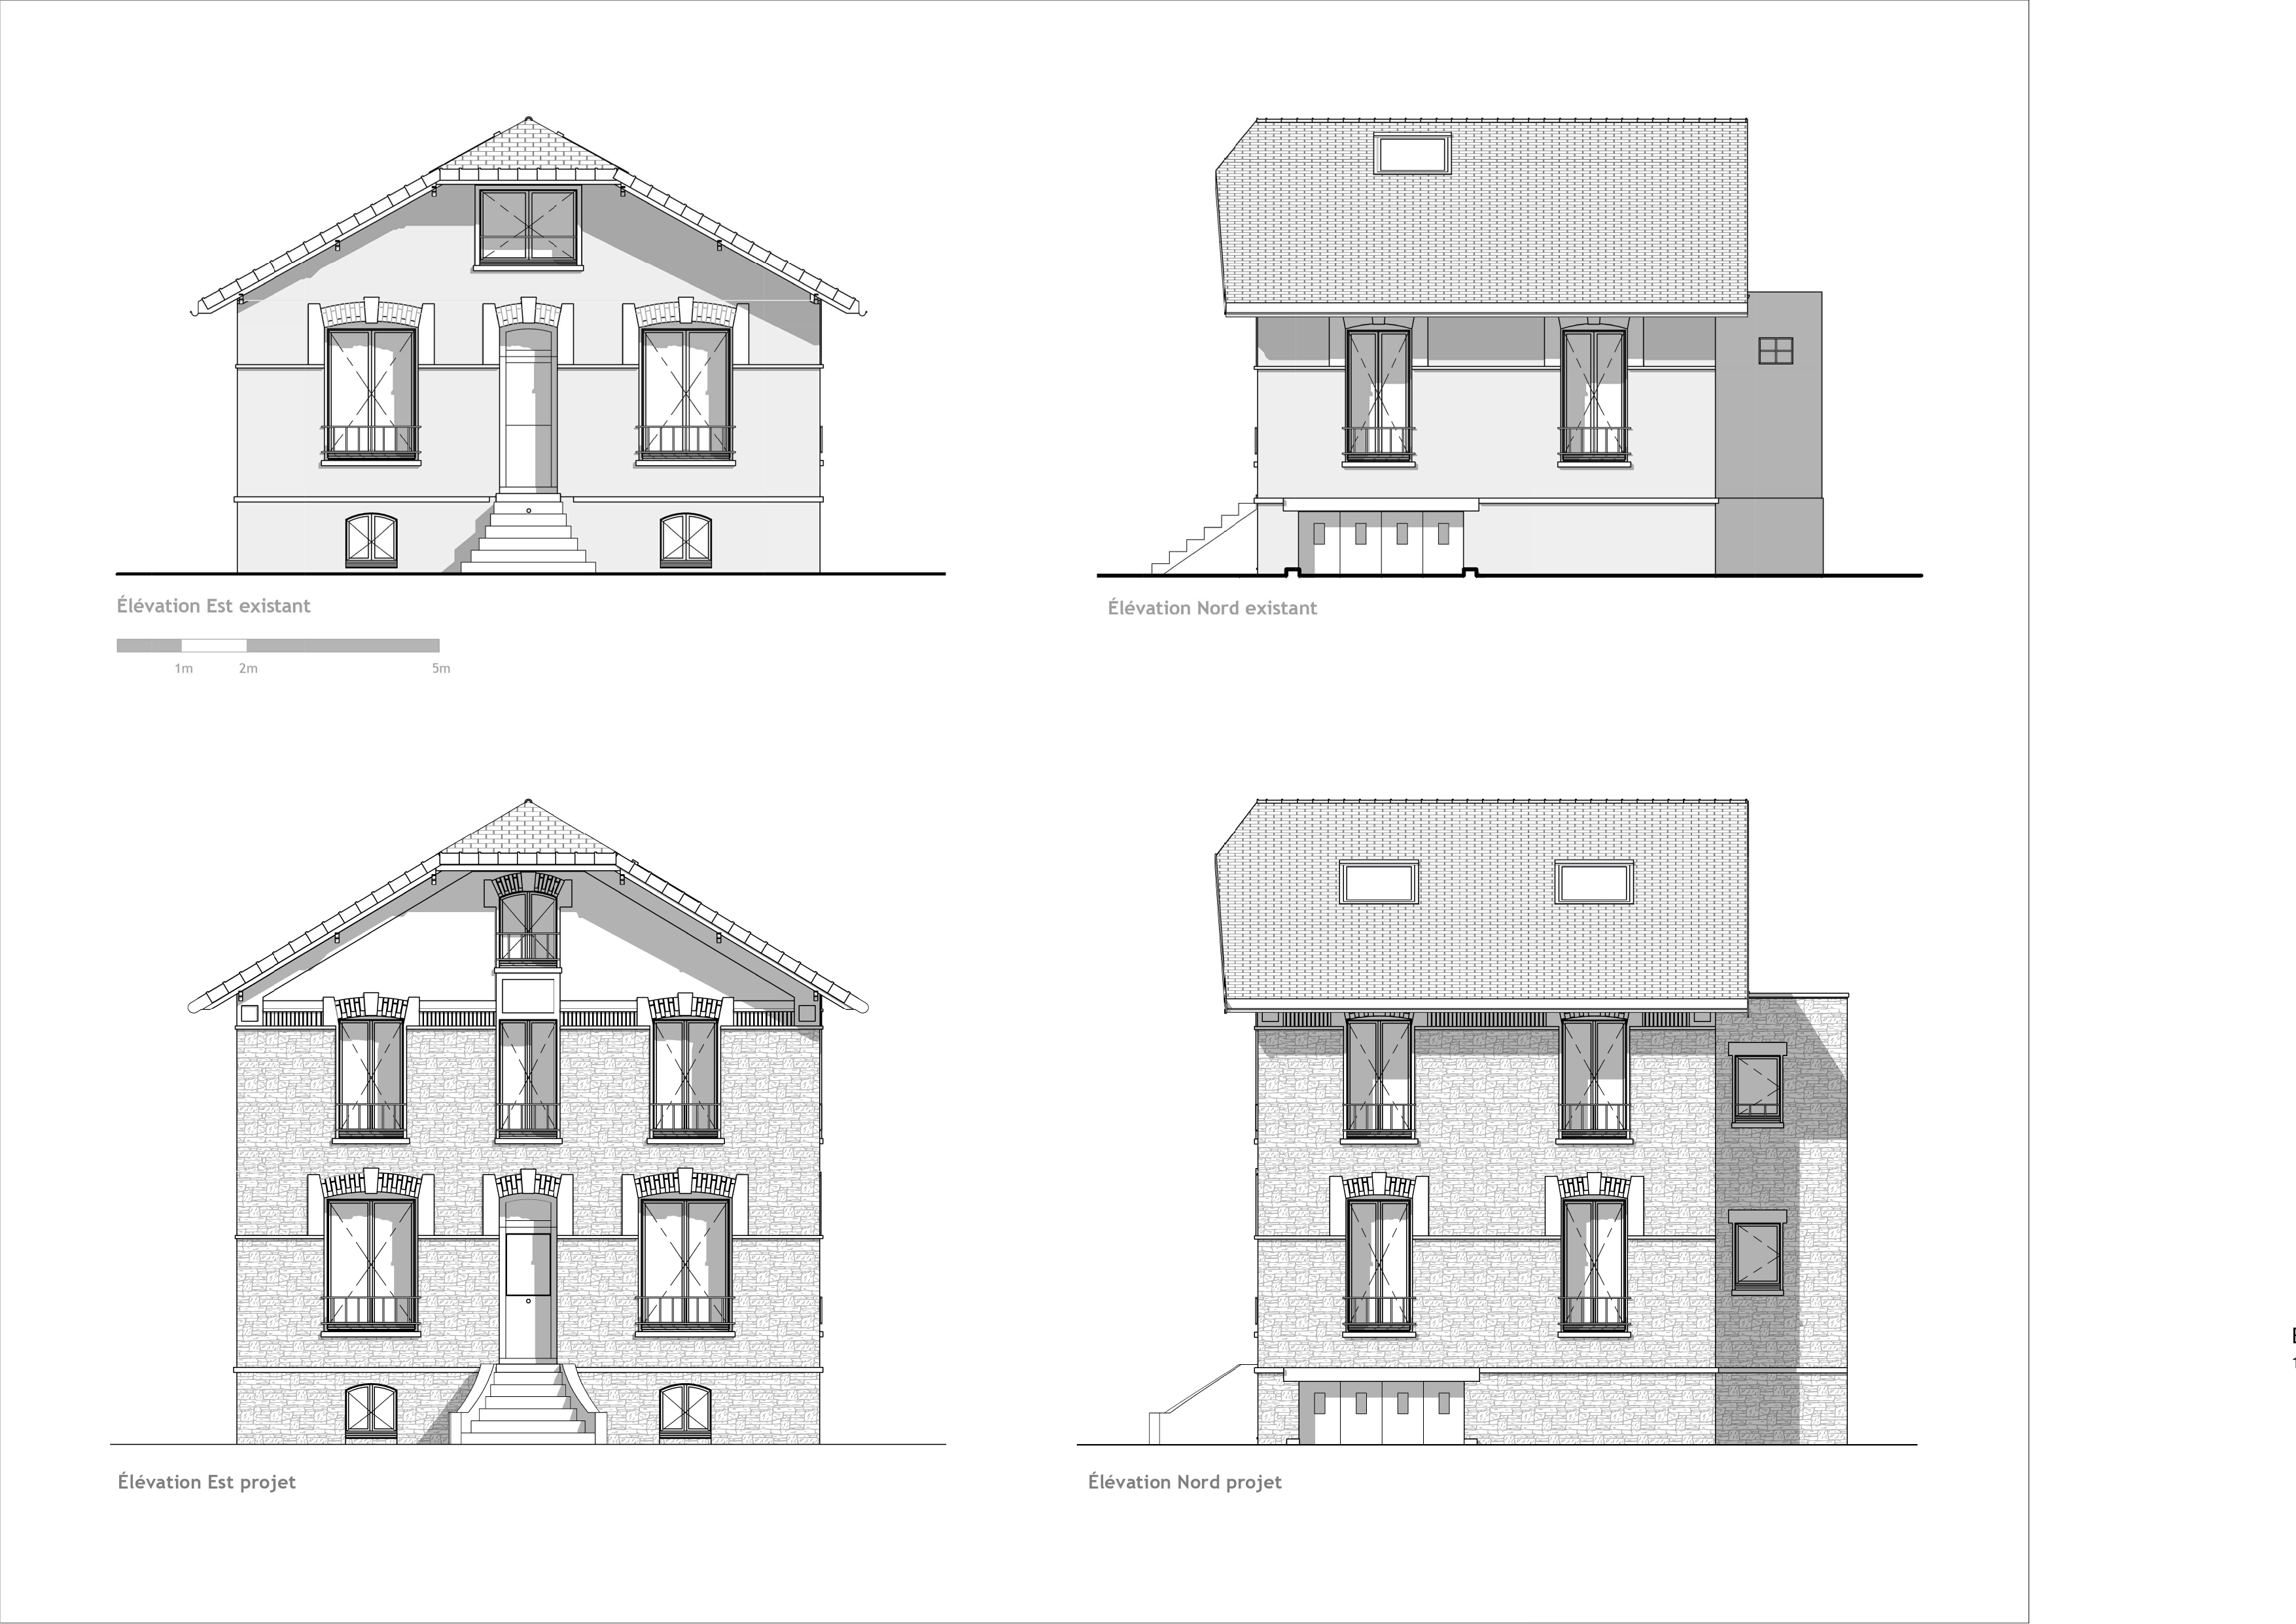 Élévation Est existant
Élévation Nord existant
1m 2m 5m
Élévation Est projet
Élévation Nord projet